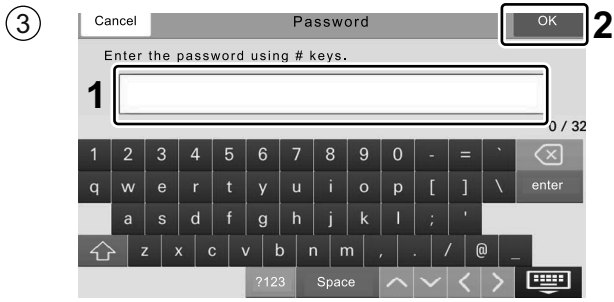 ③
Cancel Password OK 2
Enter the password using # keys.
1
0 / 32
1 2 3 4 5 6 7 8 9 0 - = `
q w e r t y u i o p [ ] \ enter
a s d f g h j k l ; '
z x c v b n m , . / @ _
?123 Space